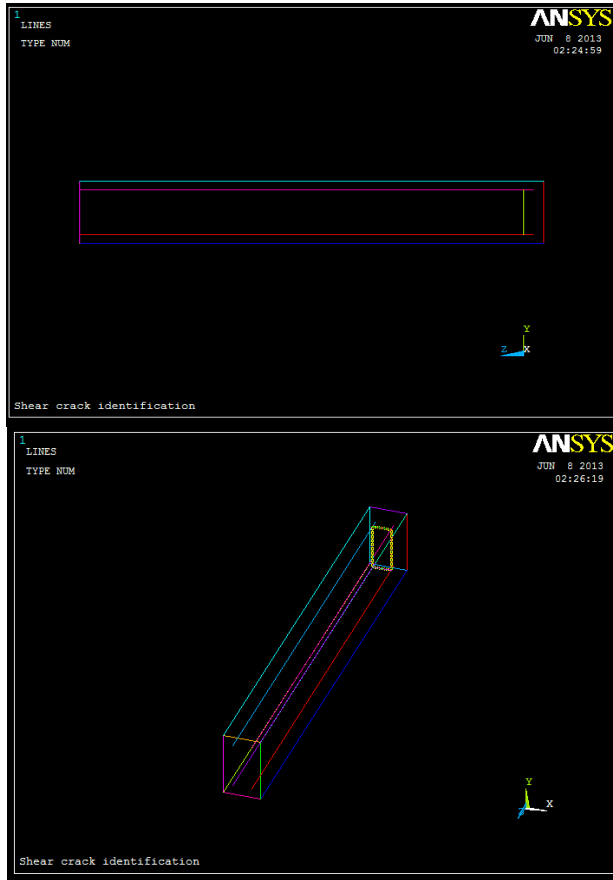 1
LINES
TYPE NUM
ANSYS
JUN 8 2013
02:24:59
Y
Z X
Shear crack identification
1
LINES
TYPE NUM
ANSYS
JUN 8 2013
02:26:19
Y
X
Shear crack identification